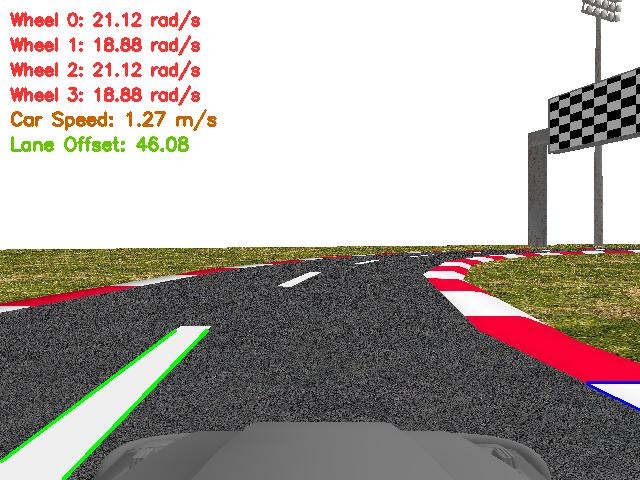 Wheel 0: 21.12 rad/s
Wheel 1: 18.88 rad/s
Wheel 2: 21.12 rad/s
Wheel 3: 18.88 rad/s
Car Speed: 1.27 m/s
Lane Offset: 46.08